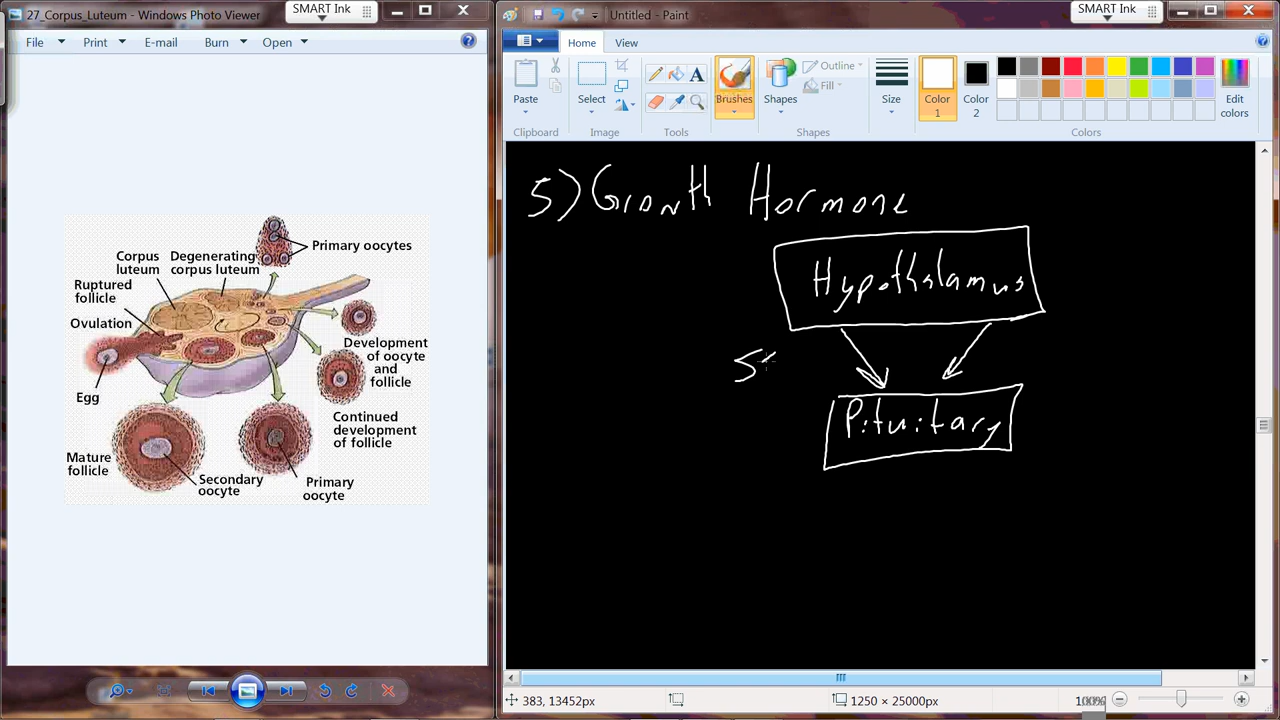 27_Corpus_Luteum - Windows Photo Viewer
SMART Ink
File Print E-mail Burn Open
Primary oocytes
Corpus luteum
Degenerating corpus luteum
Ruptured follicle
Ovulation
Egg
Development of oocyte and follicle
Continued development of follicle
Mature follicle
Secondary oocyte
Primary oocyte
Untitled - Paint
SMART Ink
Home View
Paste
Select
Brushes
Shapes
Outline
Fill
Size
Color 1
Color 2
Edit colors
Clipboard Image Tools Shapes Colors
5) Growth Hormone
Hypothalamus
Pituitary
383, 13452px
1250 × 25000px
100%